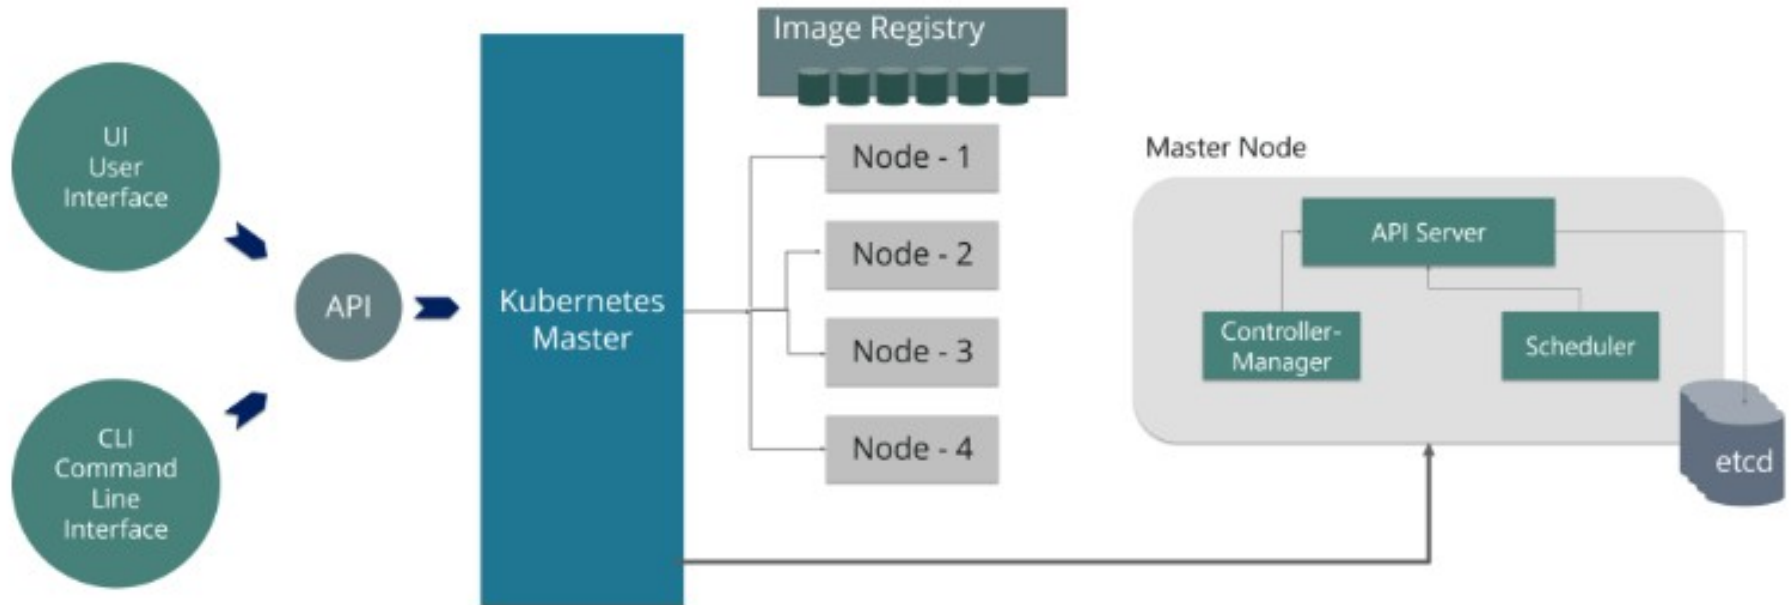 UI
User
Interface
CLI
Command
Line
Interface
API
Kubernetes
Master
Image Registry
Node - 1
Node - 2
Node - 3
Node - 4
Master Node
API Server
Controller-
Manager
Scheduler
etcd